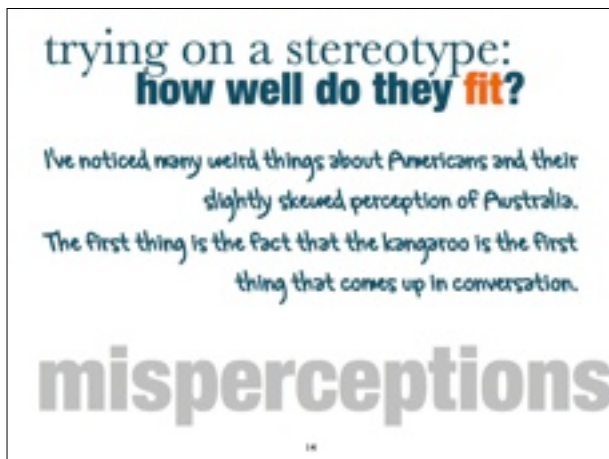 trying on a stereotype:
how well do they fit?
I've noticed many weird things about Americans and their
slightly skewed perception of Australia.
The first thing is the fact that the kangaroo is the first
thing that comes up in conversation.
misperceptions